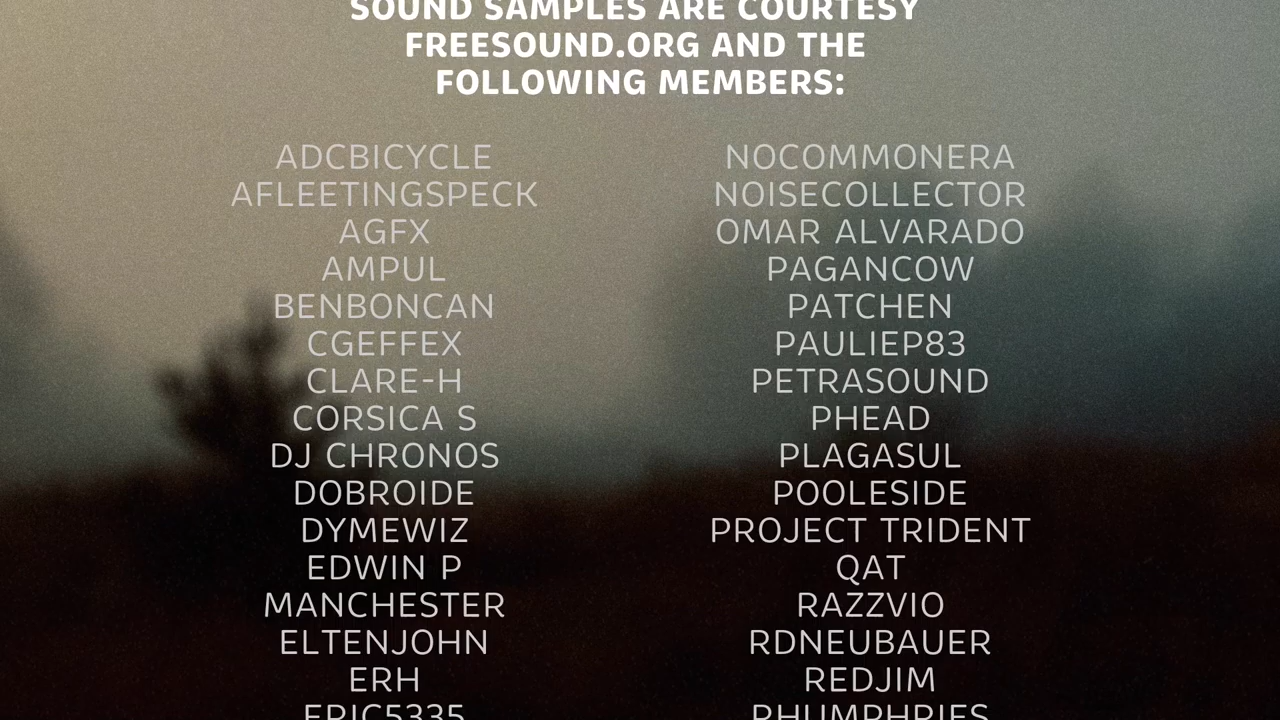 SOUND SAMPLES ARE COURTESY
FREESOUND.ORG AND THE
FOLLOWING MEMBERS:
ADCBICYCLE
AFLEETINGSPECK
AGFX
AMPUL
BENBONCAN
CGEFFEX
CLARE-H
CORSICA S
DJ CHRONOS
DOBROIDE
DYMEWIZ
EDWIN P
MANCHESTER
ELTENJOHN
ERH
ERIC5335
NOCOMMONERA
NOISECOLLECTOR
OMAR ALVARADO
PAGANCOW
PATCHEN
PAULIEP83
PETRASOUND
PHEAD
PLAGASUL
POOLESIDE
PROJECT TRIDENT
QAT
RAZZVIO
RDNEUBAUER
REDJIM
RHUMPHRIES